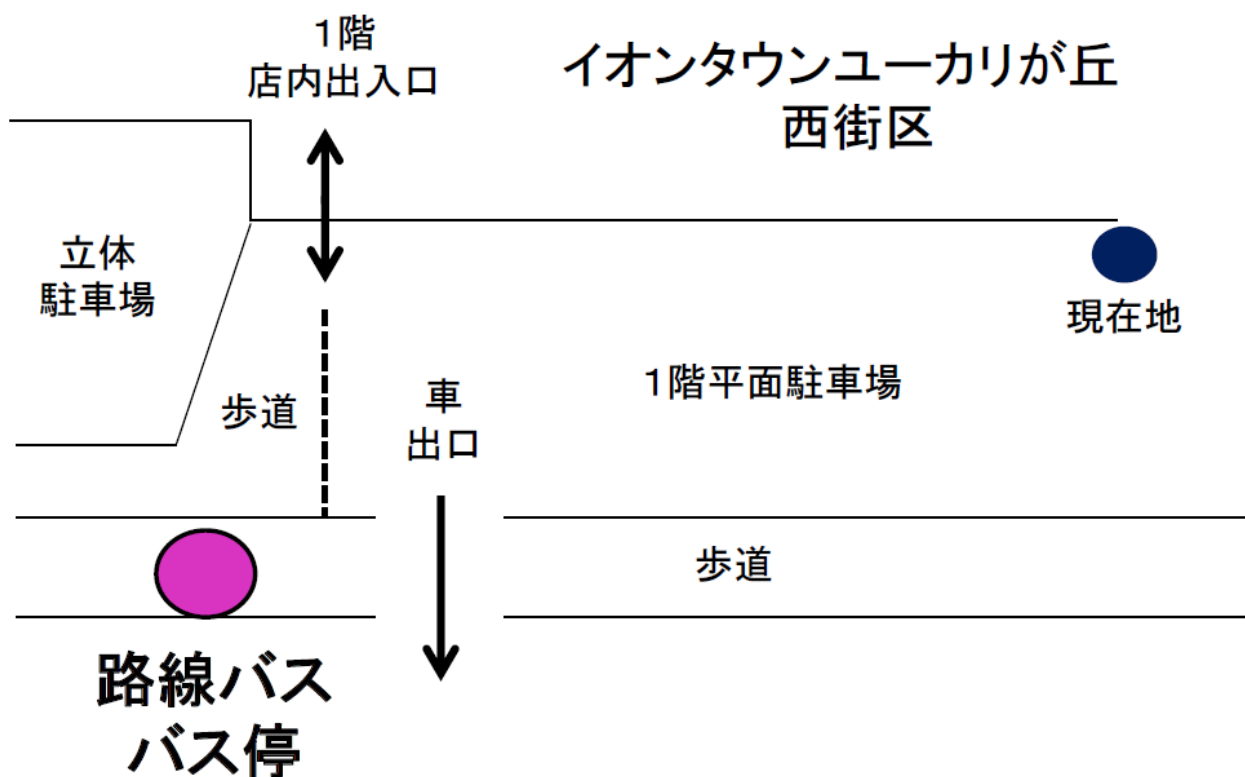 1階
店内出入口
イオンタウンユーカリが丘
西街区
立体
駐車場
現在地
1階平面駐車場
歩道
車
出口
歩道
路線バス
バス停